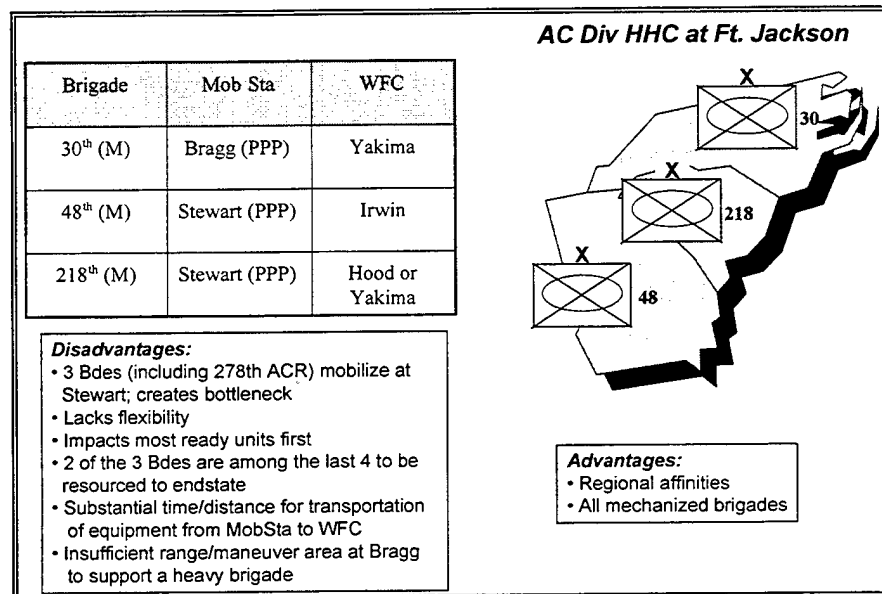 AC Div HHC at Ft. Jackson
Brigade Mob Sta WFC
30th (M) Bragg (PPP) Yakima
48th (M) Stewart (PPP) Irwin
218th (M) Stewart (PPP) Hood or
Yakima
X
30
X
218
X
48
Disadvantages:
• 3 Bdes (including 278th ACR) mobilize at
Stewart; creates bottleneck
• Lacks flexibility
• Impacts most ready units first
• 2 of the 3 Bdes are among the last 4 to be
resourced to endstate
• Substantial time/distance for transportation
of equipment from MobSta to WFC
• Insufficient range/maneuver area at Bragg
to support a heavy brigade
Advantages:
• Regional affinities
• All mechanized brigades